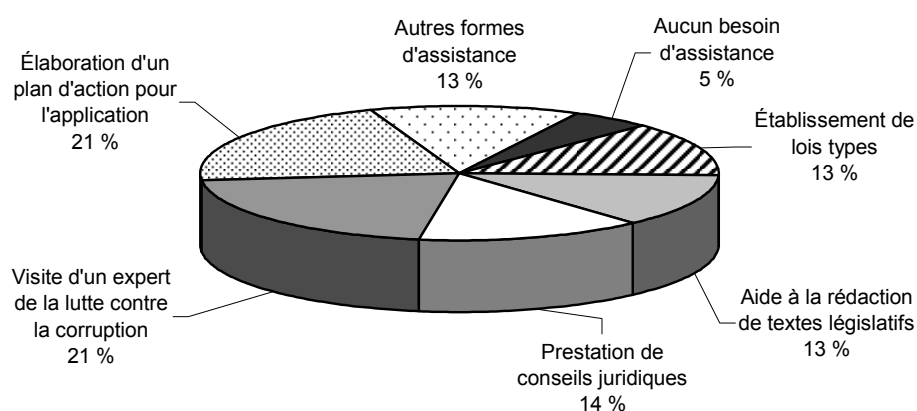 Autres formes
d'assistance
13 %
Aucun besoin
d'assistance
5 %
Établissement de
lois types
13 %
Aide à la rédaction
de textes législatifs
13 %
Prestation de
conseils juridiques
14 %
Visite d'un expert
de la lutte contre
la corruption
21 %
Élaboration d'un
plan d'action pour
l'application
21 %